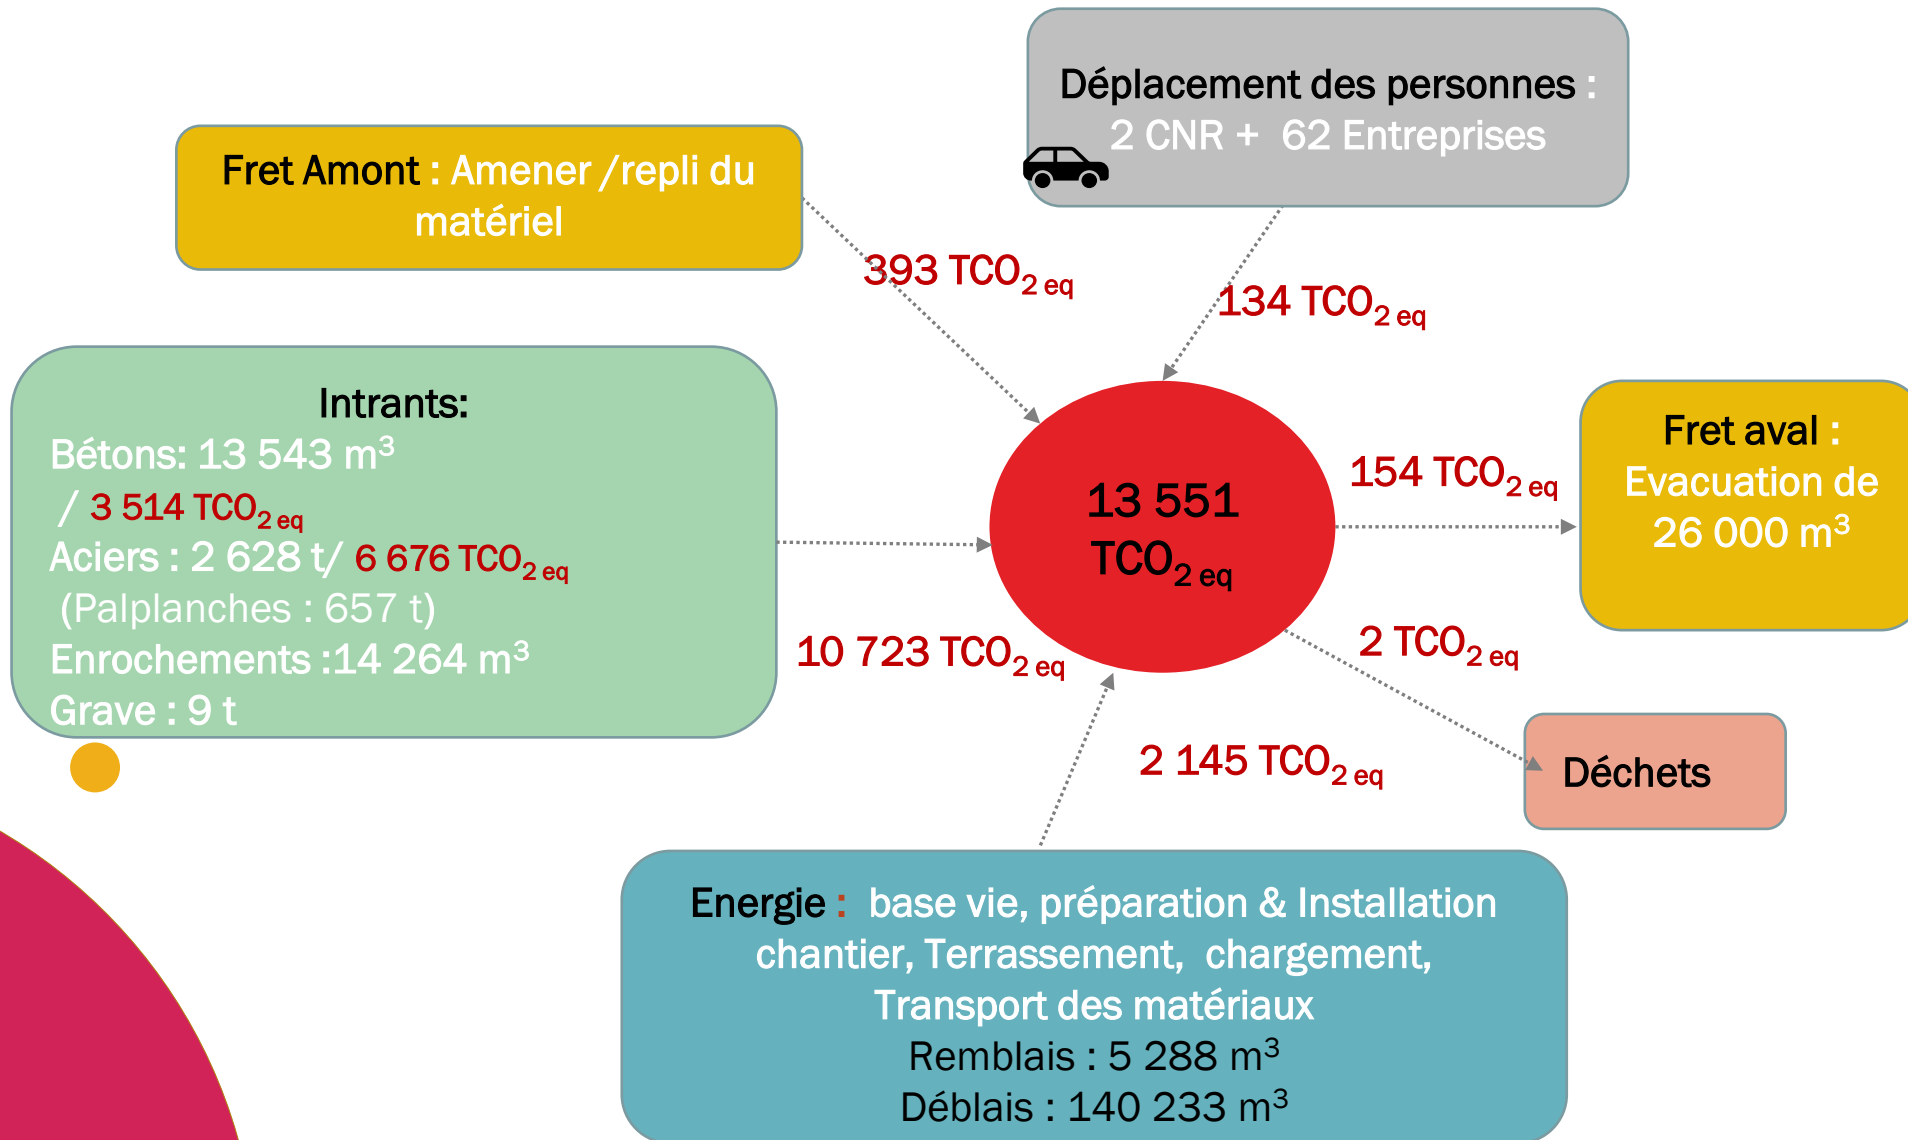 Déplacement des personnes :
2 CNR + 62 Entreprises
Fret Amont : Amener /repli du
matériel
393 TCO2 eq
134 TCO2 eq
Intrants:
Bétons: 13 543 m³
/ 3 514 TCO2 eq
Aciers : 2 628 t/ 6 676 TCO2 eq
(Palplanches : 657 t)
Enrochements :14 264 m³
Grave : 9 t
10 723 TCO2 eq
13 551
TCO2 eq
154 TCO2 eq
Fret aval :
Evacuation de
26 000 m³
2 TCO2 eq
Déchets
2 145 TCO2 eq
Energie : base vie, préparation & Installation
chantier, Terrassement, chargement,
Transport des matériaux
Remblais : 5 288 m³
Déblais : 140 233 m³